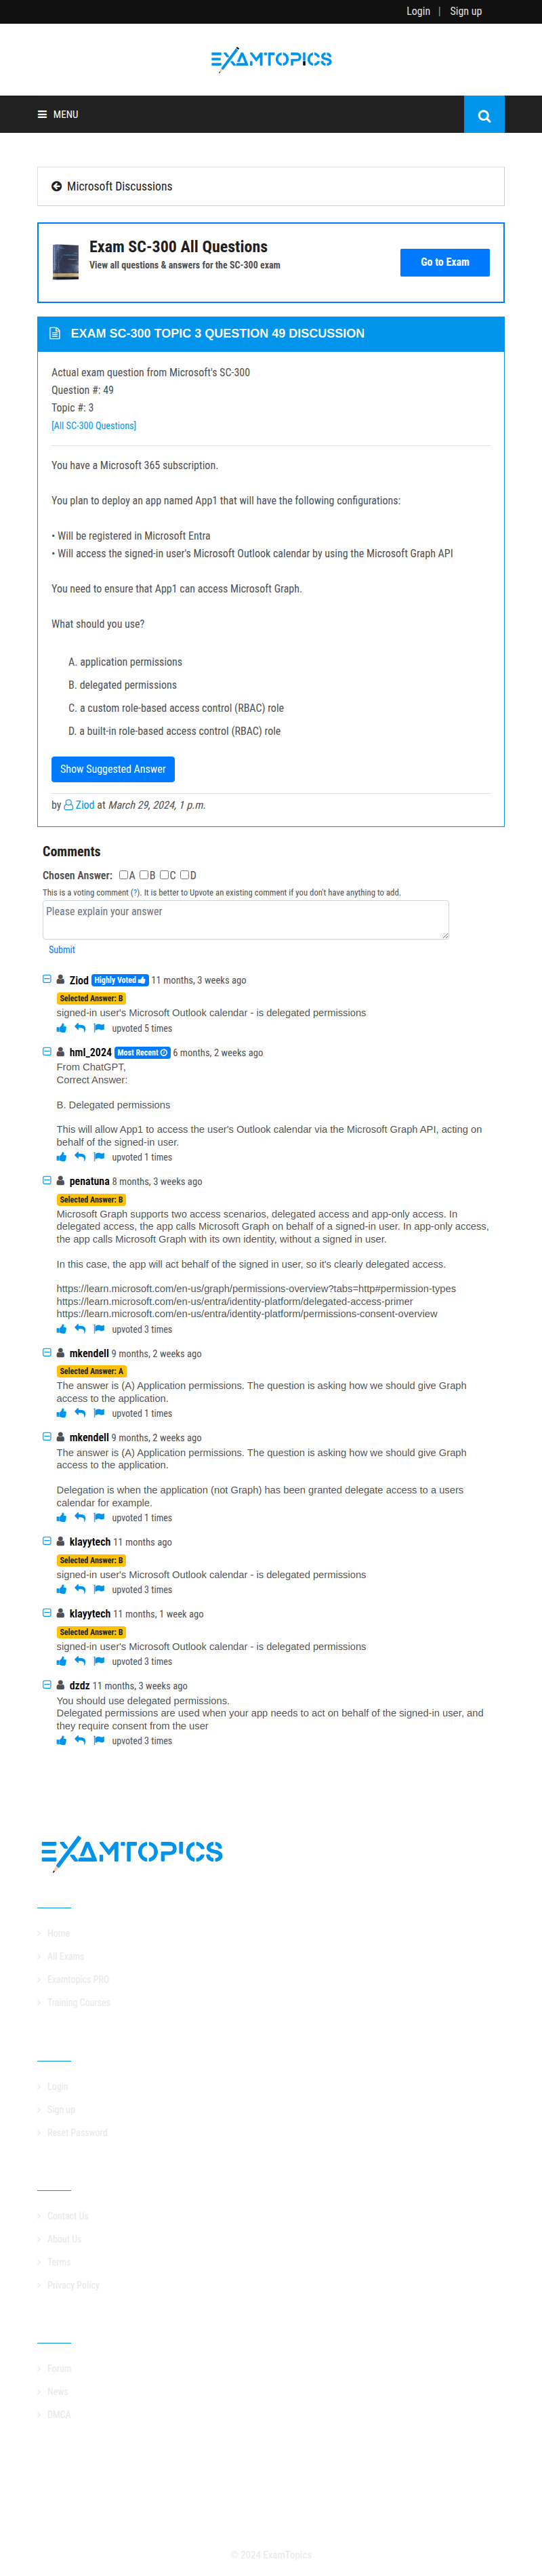 Login | Sign up
EXAMTOPICS
MENU
Microsoft Discussions
Exam SC-300 All Questions
View all questions & answers for the SC-300 exam
Go to Exam
EXAM SC-300 TOPIC 3 QUESTION 49 DISCUSSION
Actual exam question from Microsoft's SC-300
Question #: 49
Topic #: 3
[All SC-300 Questions]
You have a Microsoft 365 subscription.
You plan to deploy an app named App1 that will have the following configurations:
• Will be registered in Microsoft Entra
• Will access the signed-in user's Microsoft Outlook calendar by using the Microsoft Graph API
You need to ensure that App1 can access Microsoft Graph.
What should you use?
A. application permissions
B. delegated permissions
C. a custom role-based access control (RBAC) role
D. a built-in role-based access control (RBAC) role
Show Suggested Answer
by Ziod at March 29, 2024, 1 p.m.
Comments
Chosen Answer: A B C D
This is a voting comment (?). It is better to Upvote an existing comment if you don't have anything to add.
Please explain your answer
Submit
Ziod Highly Voted 11 months, 3 weeks ago
Selected Answer: B
signed-in user's Microsoft Outlook calendar - is delegated permissions
upvoted 5 times
hml_2024 Most Recent 6 months, 2 weeks ago
From ChatGPT,
Correct Answer:
B. Delegated permissions
This will allow App1 to access the user's Outlook calendar via the Microsoft Graph API, acting on
behalf of the signed-in user.
upvoted 1 times
penatuna 8 months, 3 weeks ago
Selected Answer: B
Microsoft Graph supports two access scenarios, delegated access and app-only access. In
delegated access, the app calls Microsoft Graph on behalf of a signed-in user. In app-only access,
the app calls Microsoft Graph with its own identity, without a signed in user.
In this case, the app will act behalf of the signed in user, so it's clearly delegated access.
https://learn.microsoft.com/en-us/graph/permissions-overview?tabs=http#permission-types
https://learn.microsoft.com/en-us/entra/identity-platform/delegated-access-primer
https://learn.microsoft.com/en-us/entra/identity-platform/permissions-consent-overview
upvoted 3 times
mkendell 9 months, 2 weeks ago
Selected Answer: A
The answer is (A) Application permissions. The question is asking how we should give Graph
access to the application.
upvoted 1 times
mkendell 9 months, 2 weeks ago
The answer is (A) Application permissions. The question is asking how we should give Graph
access to the application.
Delegation is when the application (not Graph) has been granted delegate access to a users
calendar for example.
upvoted 1 times
klayytech 11 months ago
Selected Answer: B
signed-in user's Microsoft Outlook calendar - is delegated permissions
upvoted 3 times
klayytech 11 months, 1 week ago
Selected Answer: B
signed-in user's Microsoft Outlook calendar - is delegated permissions
upvoted 3 times
dzdz 11 months, 3 weeks ago
You should use delegated permissions.
Delegated permissions are used when your app needs to act on behalf of the signed-in user, and
they require consent from the user
upvoted 3 times
EXAMTOPICS
Home
All Exams
Examtopics PRO
Training Courses
Login
Sign up
Reset Password
Contact Us
About Us
Terms
Privacy Policy
Forum
News
DMCA
© 2024 ExamTopics